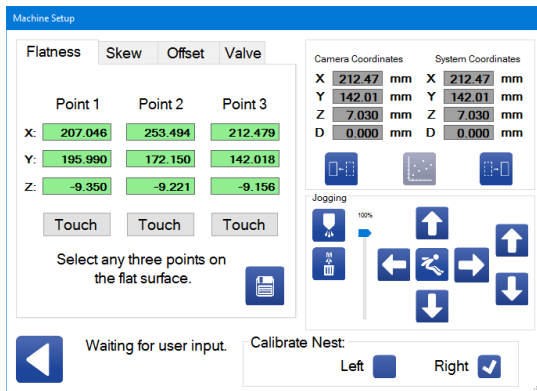 Machine Setup
Flatness Skew Offset Valve
Point 1 Point 2 Point 3
X: 207.046 253.494 212.479
Y: 195.990 172.150 142.018
Z: -9.350 -9.221 -9.156
Touch Touch Touch
Select any three points on
the flat surface.
Camera Coordinates System Coordinates
X 212.47 mm X 212.47 mm
Y 142.01 mm Y 142.01 mm
Z 7.030 mm Z 7.030 mm
D 0.000 mm D 0.000 mm
Jogging
100%
M
Waiting for user input.
Calibrate Nest:
Left Right